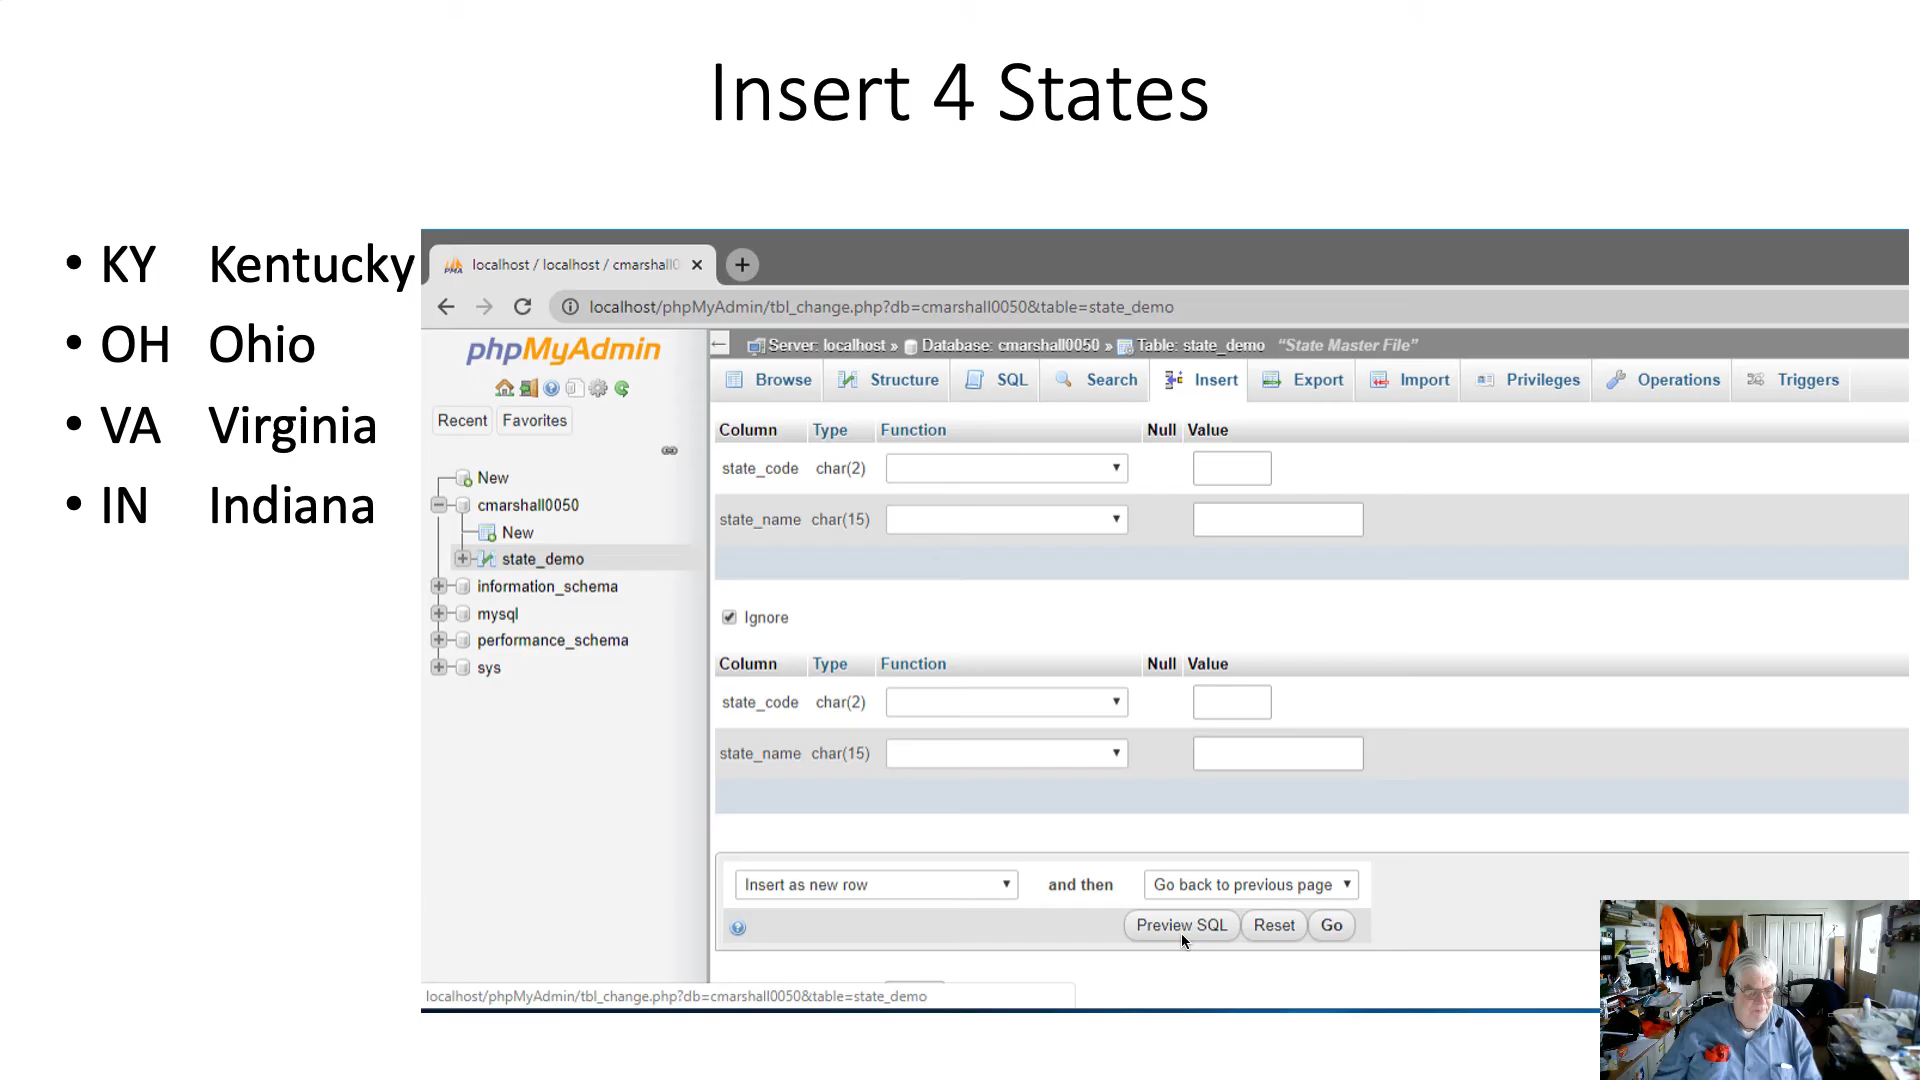 Insert 4 States
• KY Kentucky
• OH Ohio
• VA Virginia
• IN Indiana
PMA localhost / localhost / cmarshall0
localhost/phpMyAdmin/tbl_change.php?db=cmarshall0050&table=state_demo
phpMyAdmin
Recent Favorites
New
cmarshall0050
New
state_demo
information_schema
mysql
performance_schema
sys
Server: localhost » Database: cmarshall0050 » Table: state_demo "State Master File"
Browse Structure SQL Search Insert Export Import Privileges Operations Triggers
Column Type Function Null Value
state_code char(2)
state_name char(15)
Ignore
Column Type Function Null Value
state_code char(2)
state_name char(15)
Insert as new row and then Go back to previous page
Preview SQL Reset Go
localhost/phpMyAdmin/tbl_change.php?db=cmarshall0050&table=state_demo